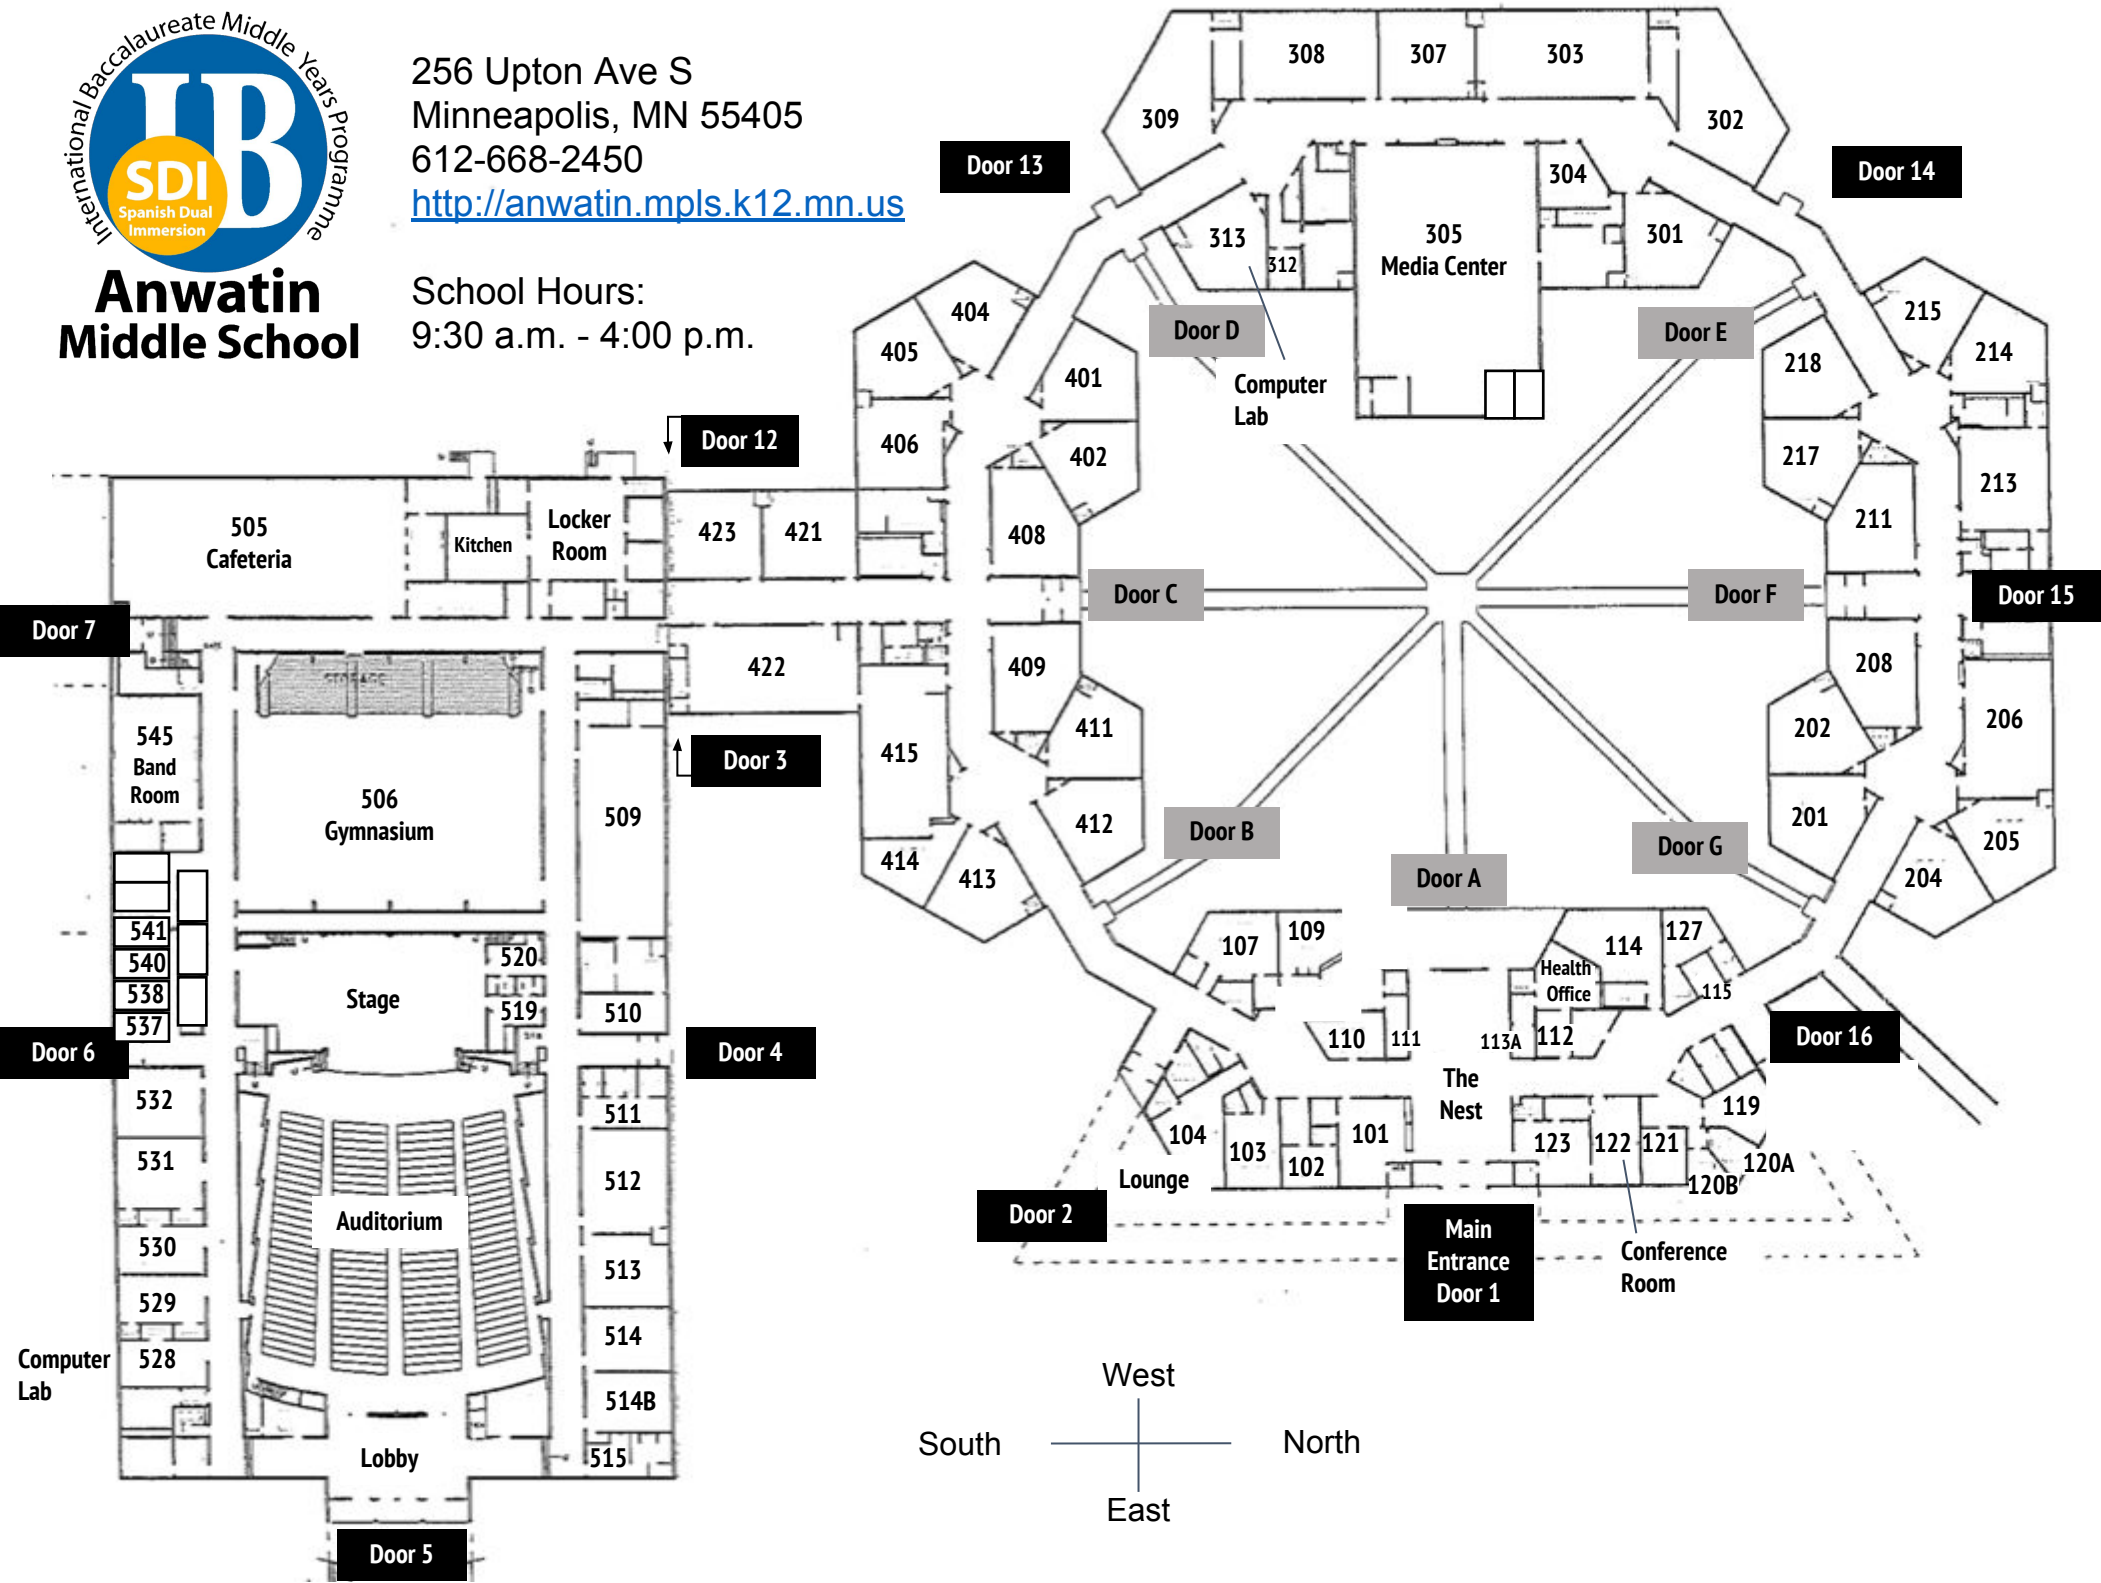 International Baccalaureate Middle Years Programme
IB
SDI
Spanish Dual
Immersion
Anwatin
Middle School
256 Upton Ave S
Minneapolis, MN 55405
612-668-2450
http://anwatin.mpls.k12.mn.us
School Hours:
9:30 a.m. - 4:00 p.m.
308
307
303
309
302
Door 13
Door 14
304
313
312
305
Media Center
301
404
405
401
Door D
Door E
215
214
218
Computer
Lab
406
402
217
213
211
Door 12
505
Cafeteria
Kitchen
Locker
Room
423
421
408
Door C
Door F
Door 15
Door 7
STORAGE
422
409
208
545
Band
Room
506
Gymnasium
509
Door 3
415
411
202
206
412
201
205
414
413
Door B
Door G
Door A
204
541
540
538
537
520
519
Stage
510
107
109
114
127
Health
Office
115
110
111
113A
112
Door 6
Door 4
Door 16
The
Nest
532
531
530
529
528
Computer
Lab
Auditorium
511
512
513
514
514B
515
Lobby
Door 5
104
103
102
101
123
122
121
119
120A
120B
Lounge
Door 2
Main
Entrance
Door 1
Conference
Room
West
South
North
East